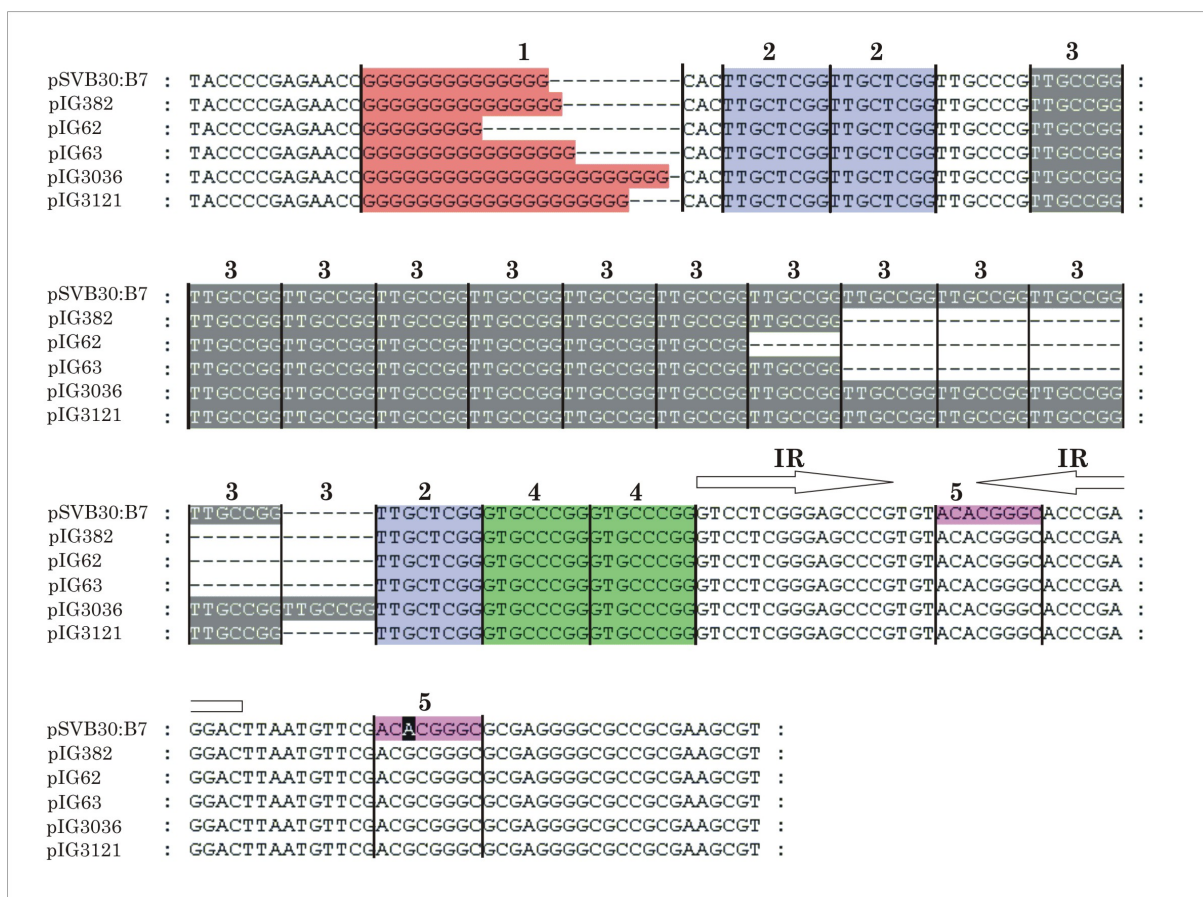 1 2 2 3
pSVB30:B7 : TACCCCGAGAACCGGGGGGGGGGGGGG----------CACTTGCTCGGTTGCTCGGTTGCCCGTTGCCGG :
pIG382 : TACCCCGAGAACCGGGGGGGGGGGGGGG---------CACTTGCTCGGTTGCTCGGTTGCCCGTTGCCGG :
pIG62 : TACCCCGAGAACCGGGGGGGGG---------------CACTTGCTCGGTTGCTCGGTTGCCCGTTGCCGG :
pIG63 : TACCCCGAGAACCGGGGGGGGGGGGGGGG--------CACTTGCTCGGTTGCTCGGTTGCCCGTTGCCGG :
pIG3036 : TACCCCGAGAACCGGGGGGGGGGGGGGGGGGGGGGG-CACTTGCTCGGTTGCTCGGTTGCCCGTTGCCGG :
pIG3121 : TACCCCGAGAACCGGGGGGGGGGGGGGGGGGGG----CACTTGCTCGGTTGCTCGGTTGCCCGTTGCCGG :
3 3 3 3 3 3 3 3 3 3
pSVB30:B7 : TTGCCGGTTGCCGGTTGCCGGTTGCCGGTTGCCGGTTGCCGGTTGCCGGTTGCCGGTTGCCGGTTGCCGG :
pIG382 : TTGCCGGTTGCCGGTTGCCGGTTGCCGGTTGCCGGTTGCCGGTTGCCGG--------------------- :
pIG62 : TTGCCGGTTGCCGGTTGCCGGTTGCCGGTTGCCGGTTGCCGG---------------------------- :
pIG63 : TTGCCGGTTGCCGGTTGCCGGTTGCCGGTTGCCGGTTGCCGGTTGCCGG--------------------- :
pIG3036 : TTGCCGGTTGCCGGTTGCCGGTTGCCGGTTGCCGGTTGCCGGTTGCCGGTTGCCGGTTGCCGGTTGCCGG :
pIG3121 : TTGCCGGTTGCCGGTTGCCGGTTGCCGGTTGCCGGTTGCCGGTTGCCGGTTGCCGGTTGCCGGTTGCCGG :
IR IR
3 3 2 4 4 5
pSVB30:B7 : TTGCCGG-------TTGCTCGGGTGCCCGGGTGCCCGGGTCCTCGGGAGCCCGTGTACACGGGCACCCGA :
pIG382 : --------------TTGCTCGGGTGCCCGGGTGCCCGGGTCCTCGGGAGCCCGTGTACACGGGCACCCGA :
pIG62 : --------------TTGCTCGGGTGCCCGGGTGCCCGGGTCCTCGGGAGCCCGTGTACACGGGCACCCGA :
pIG63 : --------------TTGCTCGGGTGCCCGGGTGCCCGGGTCCTCGGGAGCCCGTGTACACGGGCACCCGA :
pIG3036 : TTGCCGGTTGCCGGTTGCTCGGGTGCCCGGGTGCCCGGGTCCTCGGGAGCCCGTGTACACGGGCACCCGA :
pIG3121 : TTGCCGG-------TTGCTCGGGTGCCCGGGTGCCCGGGTCCTCGGGAGCCCGTGTACACGGGCACCCGA :
5
pSVB30:B7 : GGACTTAATGTTCGACACGGGCGCGAGGGGCGCCGCGAAGCGT :
pIG382 : GGACTTAATGTTCGACGCGGGCGCGAGGGGCGCCGCGAAGCGT :
pIG62 : GGACTTAATGTTCGACGCGGGCGCGAGGGGCGCCGCGAAGCGT :
pIG63 : GGACTTAATGTTCGACGCGGGCGCGAGGGGCGCCGCGAAGCGT :
pIG3036 : GGACTTAATGTTCGACGCGGGCGCGAGGGGCGCCGCGAAGCGT :
pIG3121 : GGACTTAATGTTCGACGCGGGCGCGAGGGGCGCCGCGAAGCGT :